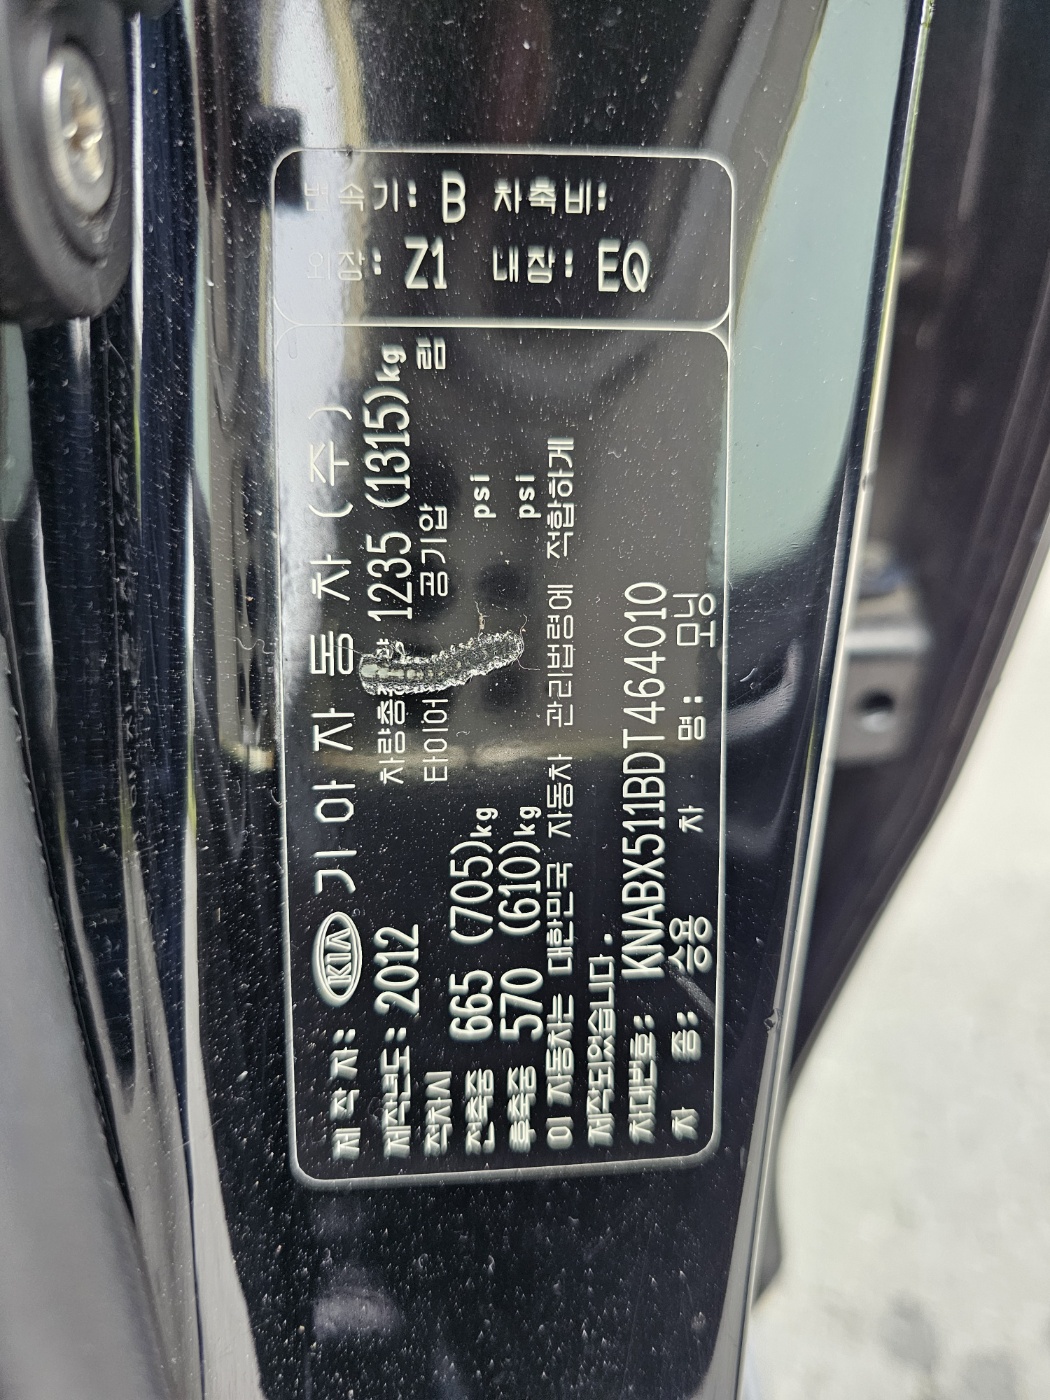 제 작 자: KIA 기 아 자 동 차 ( 주 )
제작년도: 2012 차량총 1235 (1315)kg
적차시 타이어 공기압 림
전축중 665 (705)kg psi
후축중 570 (610)kg psi
이 자동차는 대한민국 자동차 관리법령에 적합하게
제작되었습니다.
차대번호: KNABX511BDT464010
차 종: 승용 차 명: 모닝
변속기: B 차축비:
외장: Z1 내장: EQ